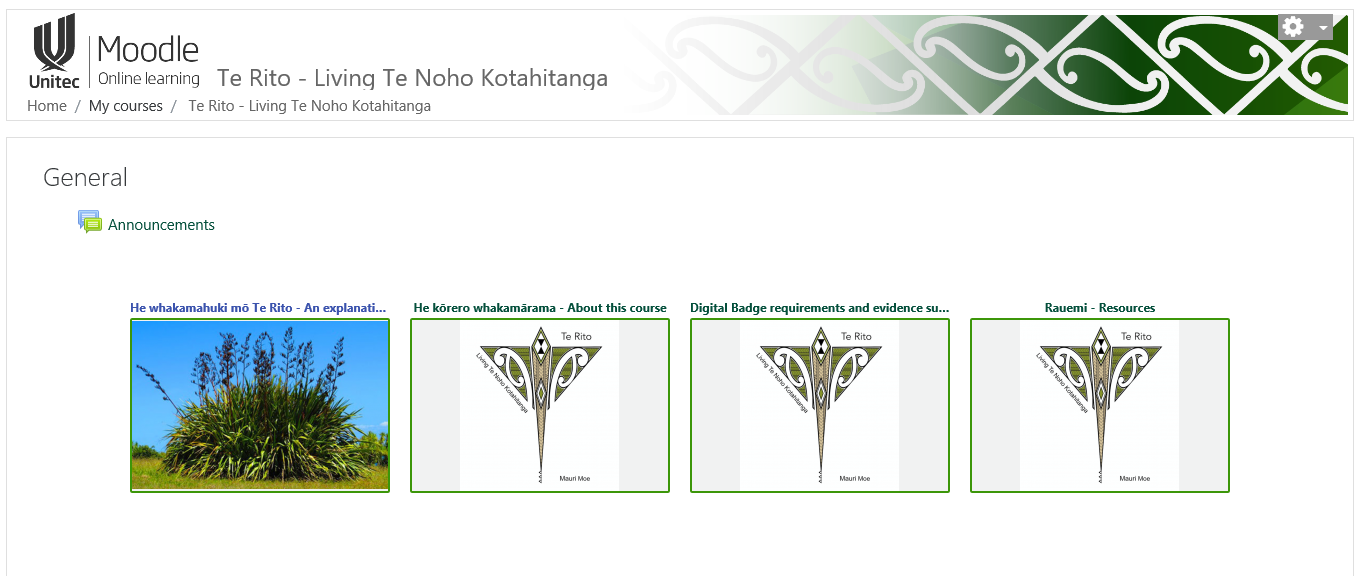 Unitec
Moodle
Online learning
Te Rito - Living Te Noho Kotahitanga
Home / My courses / Te Rito - Living Te Noho Kotahitanga
General
Announcements
He whakamahuki mō Te Rito - An explanati...
He kōrero whakamārama - About this course
Te Rito
Living Te Noho Kotahitanga
Mauri Moe
Digital Badge requirements and evidence su...
Te Rito
Living Te Noho Kotahitanga
Mauri Moe
Rauemi - Resources
Te Rito
Living Te Noho Kotahitanga
Mauri Moe